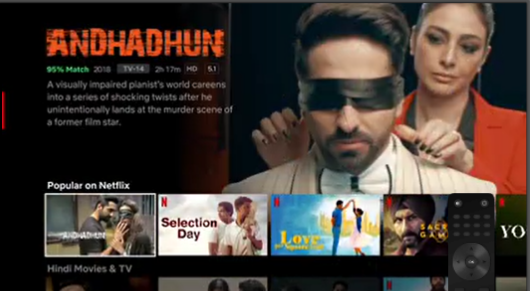 ANDHADHUN
95% Match 2018 TV-14 2h 17m HD 5.1
A visually impaired pianist's world careens
into a series of shocking twists after he
unintentionally lands at the murder scene of
a former film star.
Popular on Netflix
ANDHADHUN
N
Selection
Day
N
Love
per Square Foot
N
SACRED
GAMES
N
YO
Hindi Movies & TV